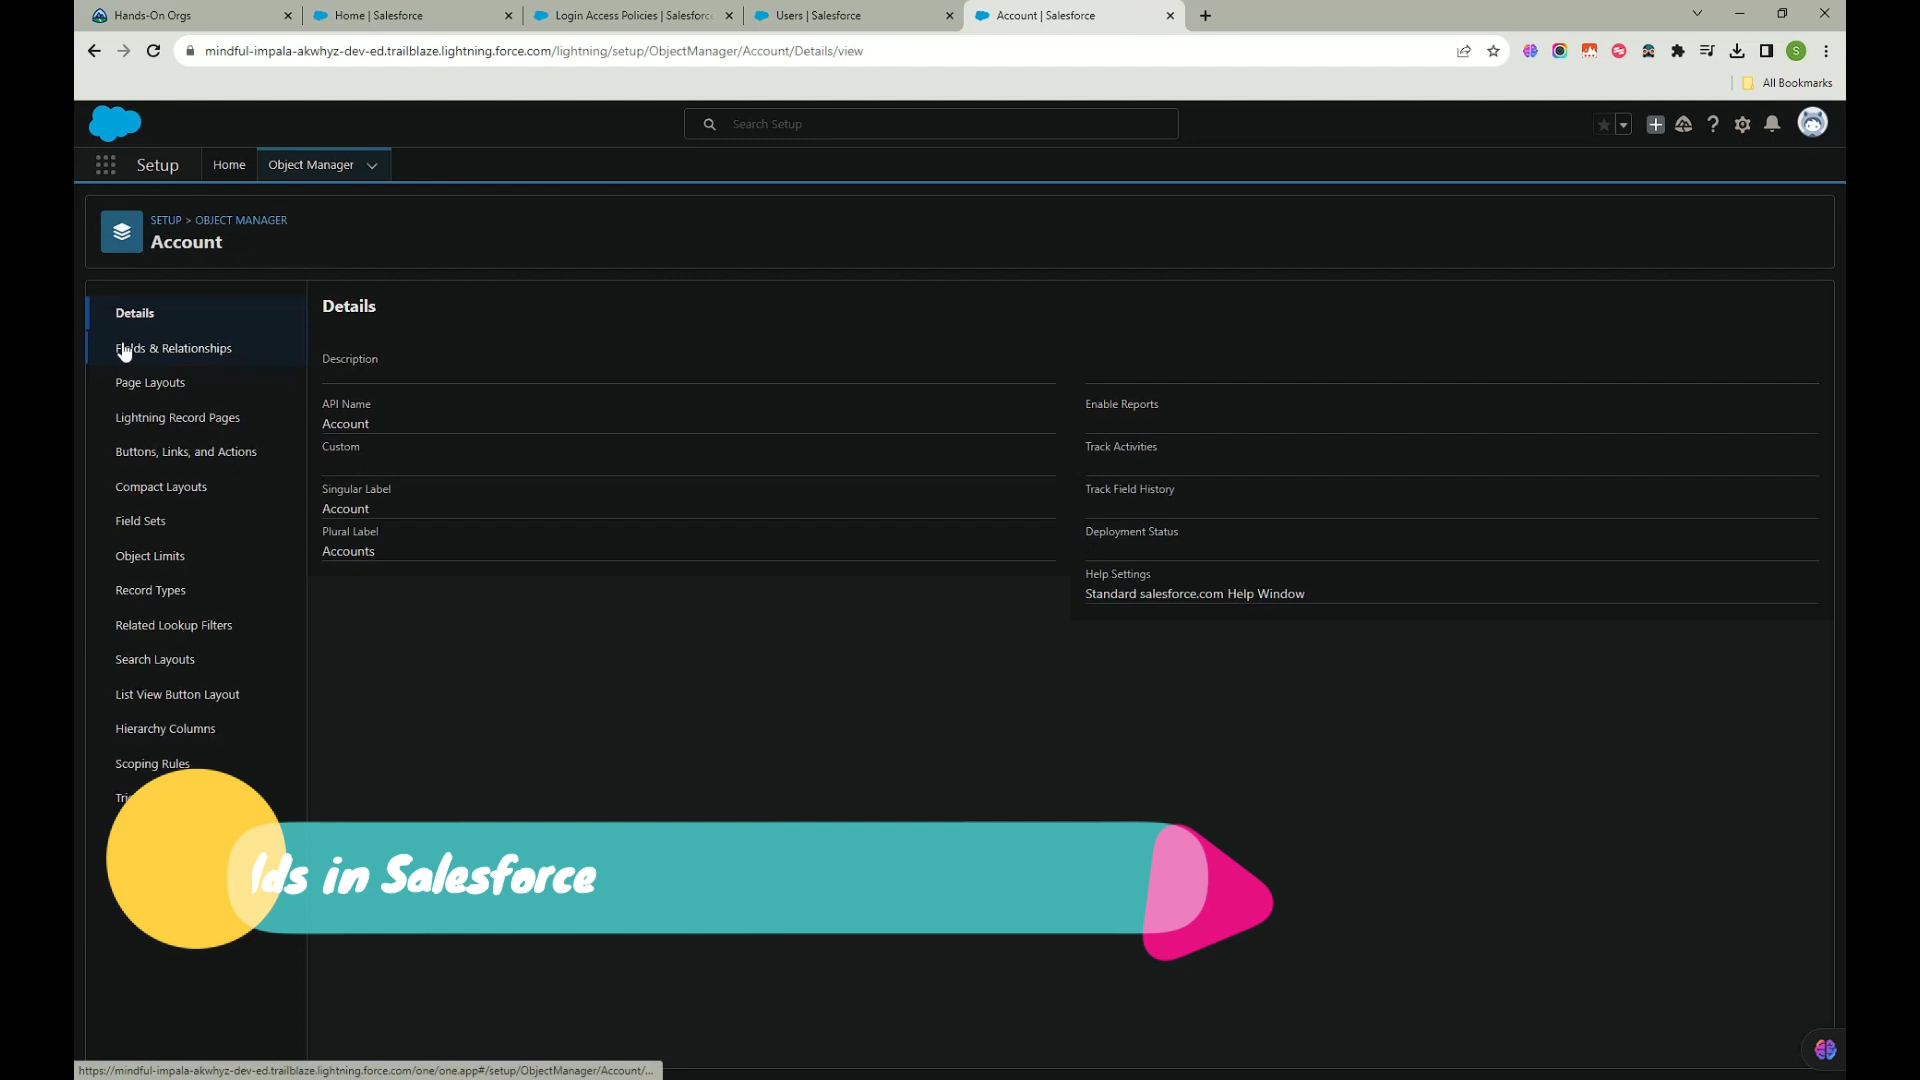 Hands-On Orgs
Home | Salesforce
Login Access Policies | Salesforc
Users | Salesforce
Account | Salesforce
mindful-impala-akwhyz-dev-ed.trailblaze.lightning.force.com/lightning/setup/ObjectManager/Account/Details/view
S
All Bookmarks
Search Setup
Setup
Home
Object Manager
SETUP > OBJECT MANAGER
Account
Details
Fields & Relationships
Page Layouts
Lightning Record Pages
Buttons, Links, and Actions
Compact Layouts
Field Sets
Object Limits
Record Types
Related Lookup Filters
Search Layouts
List View Button Layout
Hierarchy Columns
Scoping Rules
Details
Description
API Name
Account
Custom
Singular Label
Account
Plural Label
Accounts
Enable Reports
Track Activities
Track Field History
Deployment Status
Help Settings
Standard salesforce.com Help Window
lds in Salesforce
https://mindful-impala-akwhyz-dev-ed.trailblaze.lightning.force.com/one/one.app#/setup/ObjectManager/Account/...